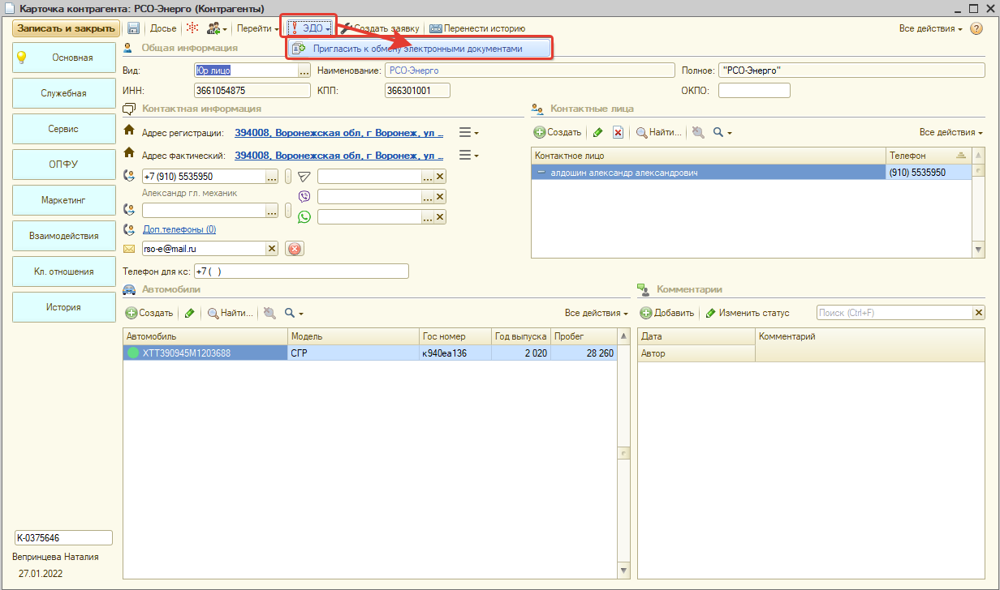 Карточка контрагента: РСО-Энерго (Контрагенты)
Записать и закрыть Досье Перейти ЭДО Создать заявку Перенести историю Все действия
Пригласить к обмену электронными документами
Основная
Служебная
Сервис
ОПФУ
Маркетинг
Взаимодействия
Кл. отношения
История
Общая информация
Вид: Юр лицо ... Наименование: РСО-Энерго Полное: "РСО-Энерго"
ИНН: 3661054875 КПП: 366301001 ОКПО:
Контактная информация
Адрес регистрации: 394008, Воронежская обл, г Воронеж, ул ...
Адрес фактический: 394008, Воронежская обл, г Воронеж, ул ...
+7 (910) 5535950 ... ...
Александр гл. механик
...
... ...
Доп.телефоны (0)
rso-e@mail.ru
Телефон для кс: +7 ( )
Контактные лица
Создать Найти... Все действия
Контактное лицо Телефон
алдошин александр александрович (910) 5535950
Автомобили
Создать Найти... Все действия
Автомобиль Модель Гос номер Год выпуска Пробег
ХТТ390945М1203688 СГР к940еа136 2 020 28 260
Комментарии
Добавить Изменить статус Поиск (Ctrl+F)
Дата Комментарий
Автор
К-0375646
Вепринцева Наталия
27.01.2022